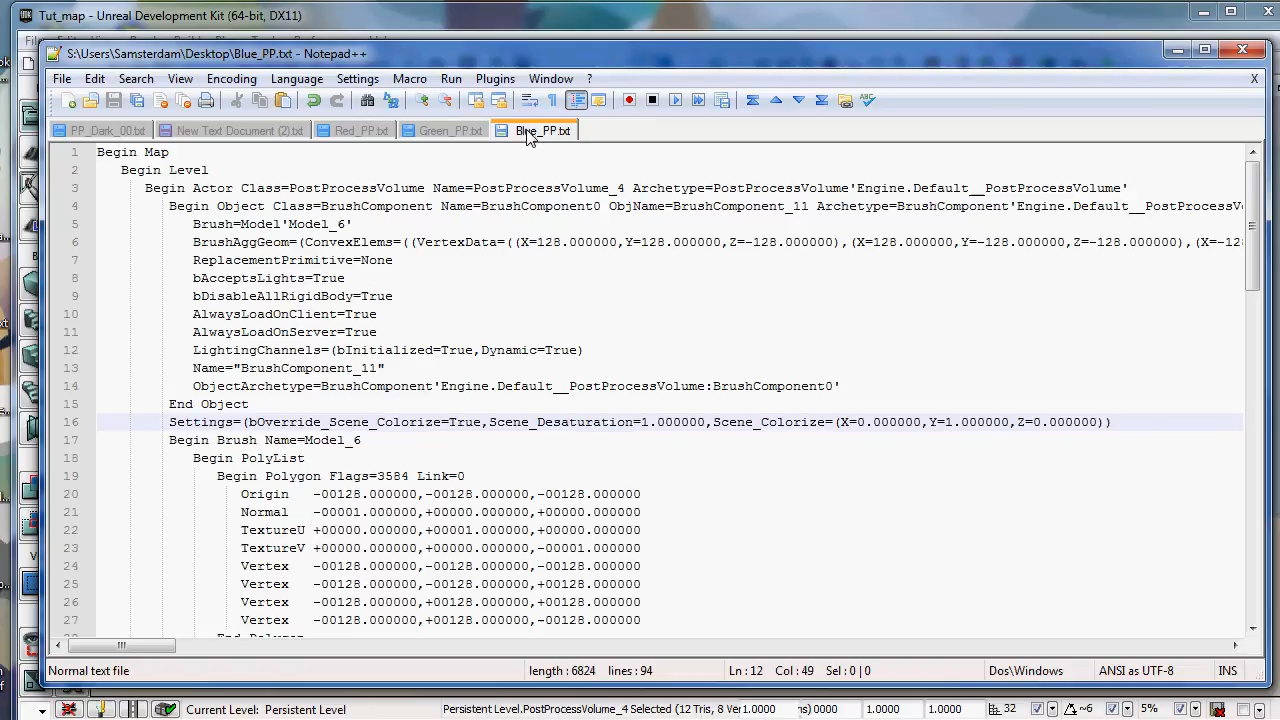 Tut_map - Unreal Development Kit (64-bit, DX11)
S:\Users\Samsterdam\Desktop\Blue_PP.txt - Notepad++
File Edit Search View Encoding Language Settings Macro Run Plugins Window ? X
PP_Dark_00.txt New Text Document (2).txt Red_PP.txt Green_PP.txt Blue_PP.txt
1 Begin Map
2 Begin Level
3 Begin Actor Class=PostProcessVolume Name=PostProcessVolume_4 Archetype=PostProcessVolume'Engine.Default__PostProcessVolume'
4 Begin Object Class=BrushComponent Name=BrushComponent0 ObjName=BrushComponent_11 Archetype=BrushComponent'Engine.Default__PostProcessV
5 Brush=Model'Model_6'
6 BrushAggGeom=(ConvexElems=((VertexData=((X=128.000000,Y=128.000000,Z=-128.000000),(X=128.000000,Y=-128.000000,Z=-128.000000),(X=-128
7 ReplacementPrimitive=None
8 bAcceptsLights=True
9 bDisableAllRigidBody=True
10 AlwaysLoadOnClient=True
11 AlwaysLoadOnServer=True
12 LightingChannels=(bInitialized=True,Dynamic=True)
13 Name="BrushComponent_11"
14 ObjectArchetype=BrushComponent'Engine.Default__PostProcessVolume:BrushComponent0'
15 End Object
16 Settings=(bOverride_Scene_Colorize=True,Scene_Desaturation=1.000000,Scene_Colorize=(X=0.000000,Y=1.000000,Z=0.000000))
17 Begin Brush Name=Model_6
18 Begin PolyList
19 Begin Polygon Flags=3584 Link=0
20 Origin -00128.000000,-00128.000000,-00128.000000
21 Normal -00001.000000,+00000.000000,+00000.000000
22 TextureU +00000.000000,+00001.000000,+00000.000000
23 TextureV +00000.000000,+00000.000000,-00001.000000
24 Vertex -00128.000000,-00128.000000,-00128.000000
25 Vertex -00128.000000,-00128.000000,+00128.000000
26 Vertex -00128.000000,+00128.000000,+00128.000000
27 Vertex -00128.000000,+00128.000000,-00128.000000
End Polygon
Normal text file length : 6824 lines : 94 Ln : 12 Col : 49 Sel : 0 | 0 Dos\Windows ANSI as UTF-8 INS
Current Level: Persistent Level Persistent Level.PostProcessVolume_4 Selected (12 Tris, 8 Ver 1.0000 1.0000 1.0000 32 ~6 5%